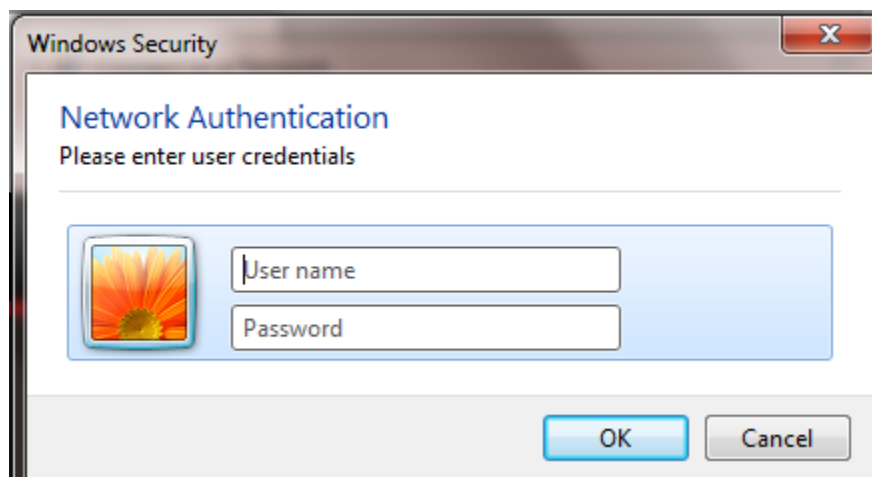 Windows Security
Network Authentication
Please enter user credentials
User name
Password
OK
Cancel